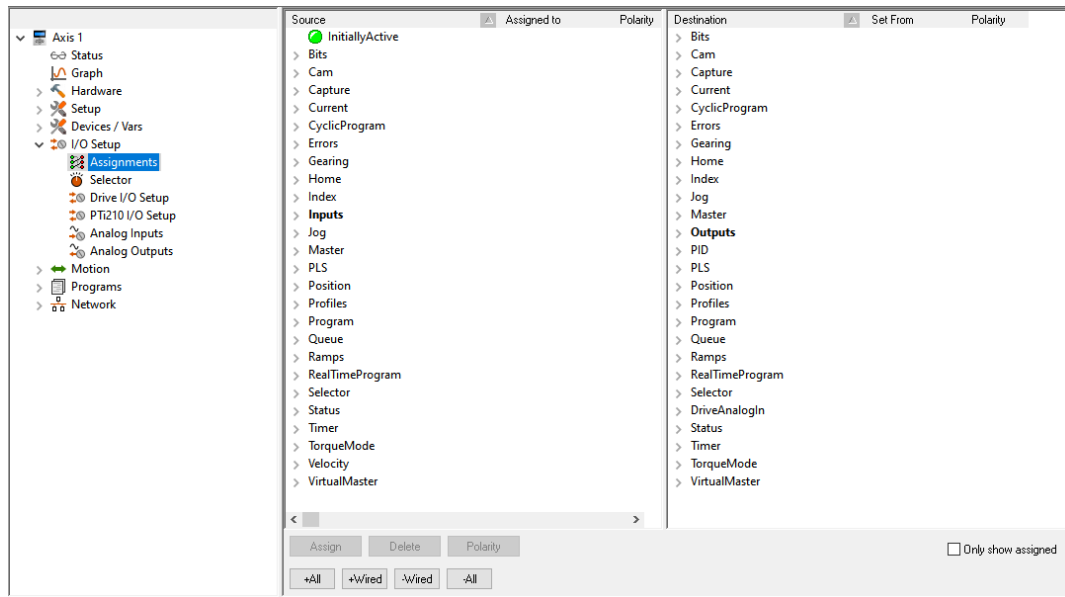 Axis 1
Status
Graph
Hardware
Setup
Devices / Vars
I/O Setup
Assignments
Selector
Drive I/O Setup
PTi210 I/O Setup
Analog Inputs
Analog Outputs
Motion
Programs
Network
Source Assigned to Polarity
InitiallyActive
Bits
Cam
Capture
Current
CyclicProgram
Errors
Gearing
Home
Index
Inputs
Jog
Master
PLS
Position
Profiles
Program
Queue
Ramps
RealTimeProgram
Selector
Status
Timer
TorqueMode
Velocity
VirtualMaster
Destination Set From Polarity
Bits
Cam
Capture
Current
CyclicProgram
Errors
Gearing
Home
Index
Jog
Master
Outputs
PID
PLS
Position
Profiles
Program
Queue
Ramps
RealTimeProgram
Selector
DriveAnalogIn
Status
Timer
TorqueMode
VirtualMaster
Assign Delete Polarity
Only show assigned
+All +Wired -Wired -All